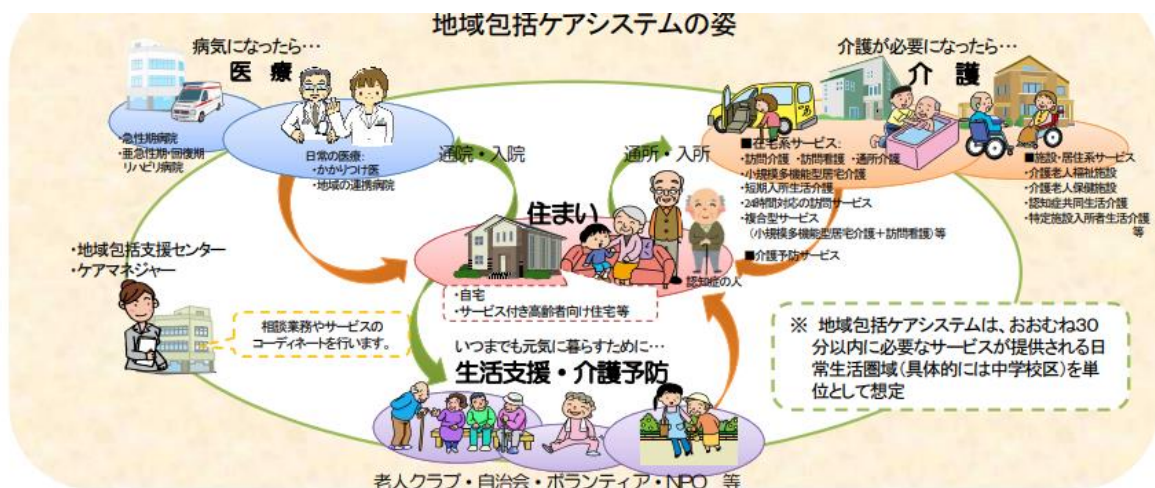 地域包括ケアシステムの姿
病気になったら…
医 療
・急性期病院
・亜急性期・回復期
リハビリ病院
日常の医療:
・かかりつけ医
・地域の連携病院
通院・入院
通所・入所
介護が必要になったら…
介 護
■在宅系サービス:
・訪問介護 ・訪問看護 ・通所介護
・小規模多機能型居宅介護
・短期入所生活介護
・24時間対応の訪問サービス
・複合型サービス
(小規模多機能型居宅介護+訪問看護)等
■介護予防サービス
■施設・居住系サービス
・介護老人福祉施設
・介護老人保健施設
・認知症共同生活介護
・特定施設入所者生活介護
等
住まい
認知症の人
・自宅
・サービス付き高齢者向け住宅等
・地域包括支援センター
・ケアマネジャー
相談業務やサービスの
コーディネートを行います。
いつまでも元気に暮らすために…
生活支援・介護予防
老人クラブ・自治会・ボランティア・NPO 等
※ 地域包括ケアシステムは、おおむね30
分以内に必要なサービスが提供される日
常生活圏域(具体的には中学校区)を単
位として想定